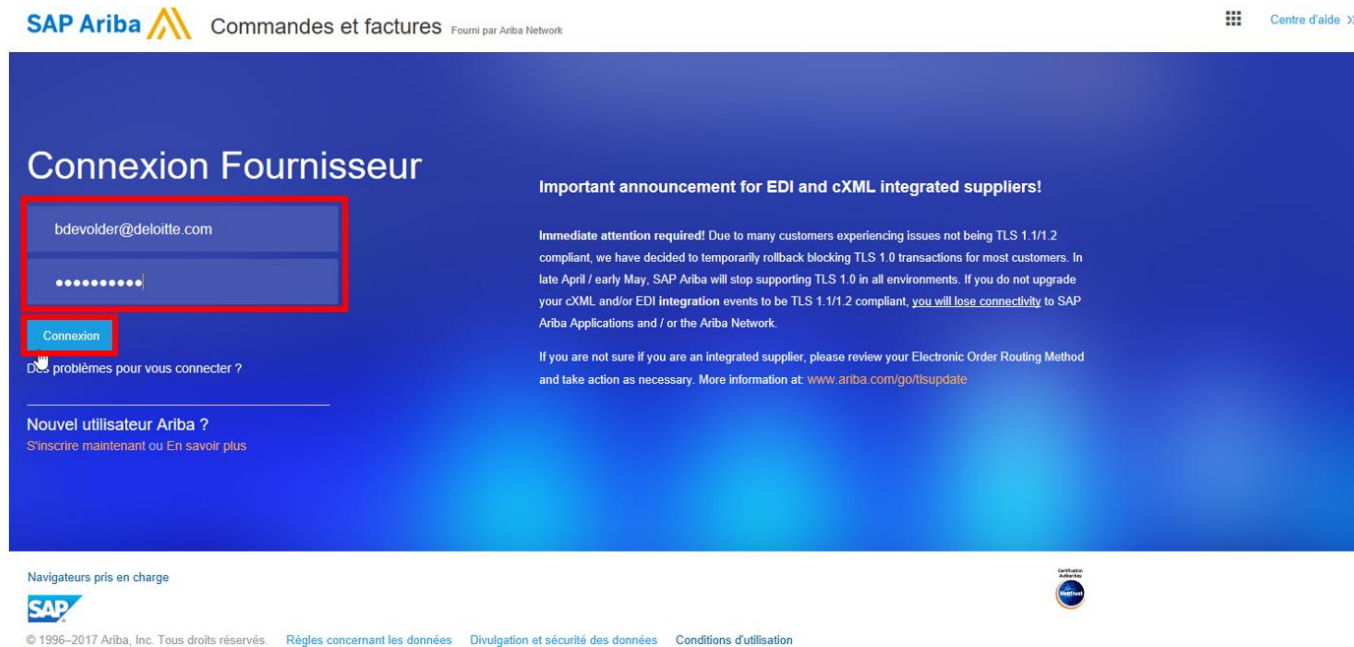 SAP Ariba Commandes et factures Fourni par Ariba Network
Centre d'aide »
Connexion Fournisseur
bdevolder@deloitte.com
••••••••••
Connexion
Des problèmes pour vous connecter ?
Nouvel utilisateur Ariba ?
S'inscrire maintenant ou En savoir plus
Important announcement for EDI and cXML integrated suppliers!
Immediate attention required! Due to many customers experiencing issues not being TLS 1.1/1.2
compliant, we have decided to temporarily rollback blocking TLS 1.0 transactions for most customers. In
late April / early May, SAP Ariba will stop supporting TLS 1.0 in all environments. If you do not upgrade
your cXML and/or EDI integration events to be TLS 1.1/1.2 compliant, you will lose connectivity to SAP
Ariba Applications and / or the Ariba Network.
If you are not sure if you are an integrated supplier, please review your Electronic Order Routing Method
and take action as necessary. More information at: www.ariba.com/go/tlsupdate
Navigateurs pris en charge
Certification
Authorities
WebTrust
SAP
© 1996–2017 Ariba, Inc. Tous droits réservés. Règles concernant les données Divulgation et sécurité des données Conditions d'utilisation